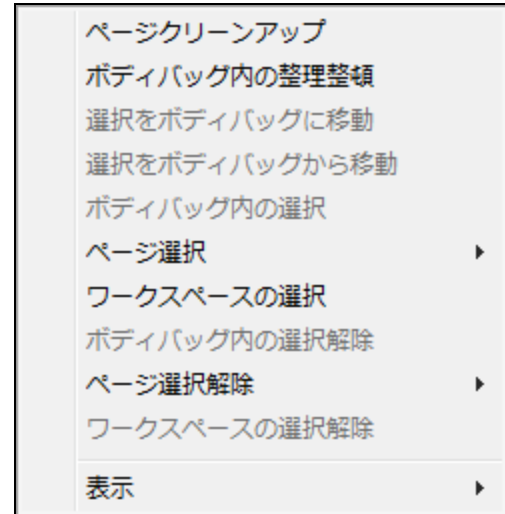 ページクリーンアップ
ボディバッグ内の整理整頓
選択をボディバッグに移動
選択をボディバッグから移動
ボディバッグ内の選択
ページ選択
ワークスペースの選択
ボディバッグ内の選択解除
ページ選択解除
ワークスペースの選択解除
表示